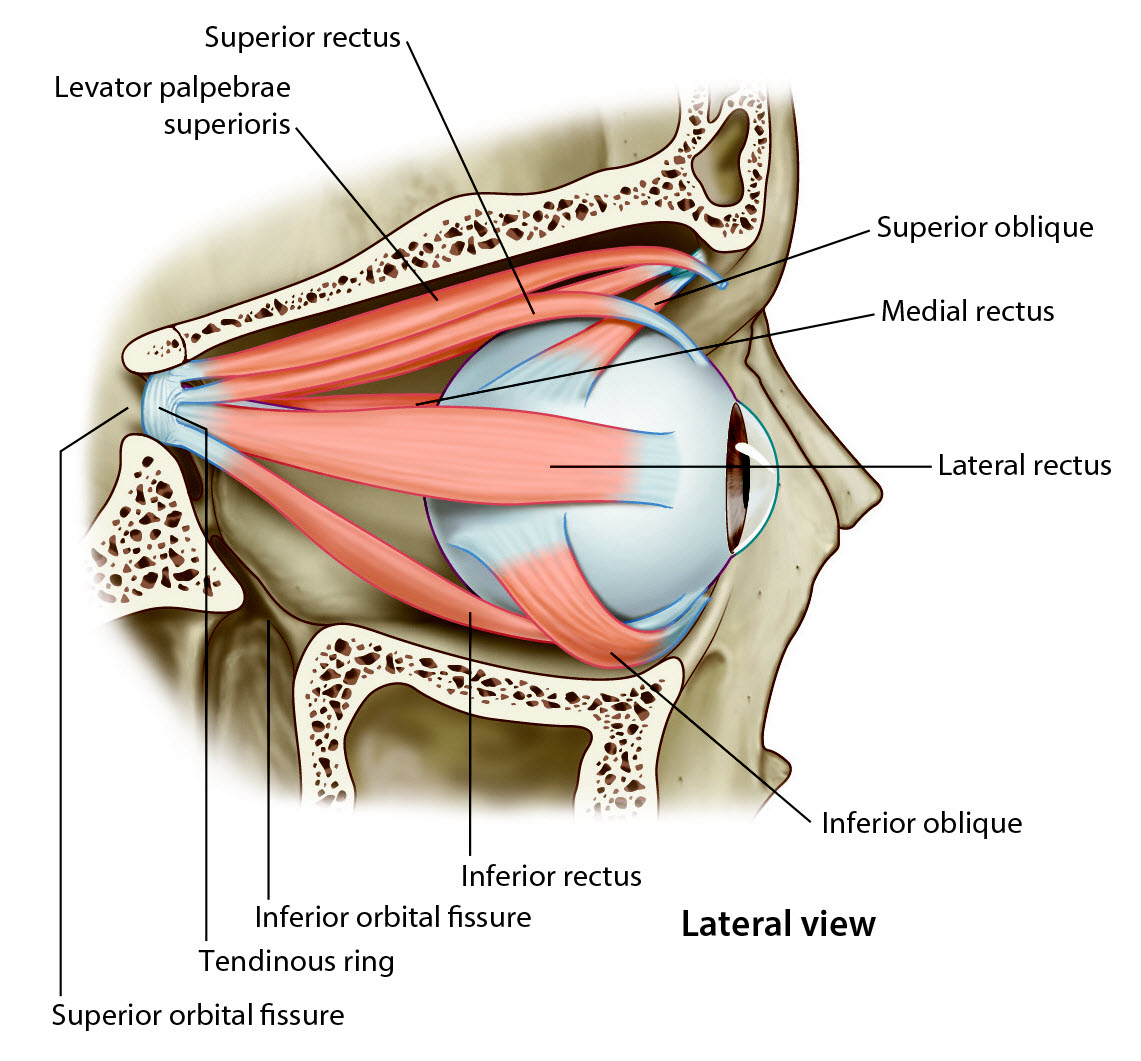 Superior rectus
Levator palpebrae
superioris
Superior oblique
Medial rectus
Lateral rectus
Inferior oblique
Inferior rectus
Inferior orbital fissure
Lateral view
Tendinous ring
Superior orbital fissure